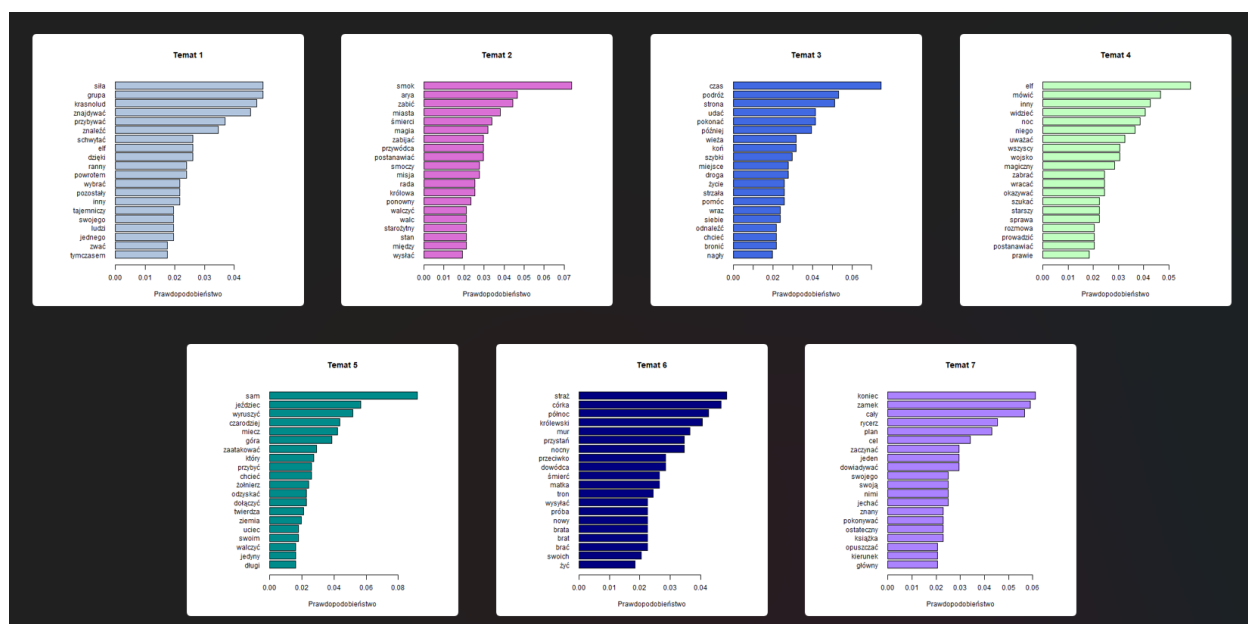 Temat 1
siła
grupa
krasnolud
znajdywać
przybywać
znaleźć
schwytać
elf
dzięki
ranny
powrotem
wybrać
pozostały
inny
tajemniczy
swojego
ludzi
jednego
zwać
tymczasem
0.00 0.01 0.02 0.03 0.04
Prawdopodobieństwo
Temat 2
smok
arya
zabić
miasta
śmierci
magia
zabijać
przywódca
postanawiać
smoczy
misja
rada
królowa
ponowny
walczyć
walc
starożytny
stan
między
wysłać
0.00 0.01 0.02 0.03 0.04 0.05 0.06 0.07
Prawdopodobieństwo
Temat 3
czas
podróż
strona
udać
pokonać
później
wieża
koń
szybki
miejsce
droga
życie
strzała
pomóc
wraz
siebie
odnaleźć
chcieć
bronić
nagły
0.00 0.02 0.04 0.06
Prawdopodobieństwo
Temat 4
elf
mówić
inny
widzieć
noc
niego
uważać
wszyscy
wojsko
magiczny
zabrać
wracać
okazywać
szukać
starszy
sprawa
rozmowa
prowadzić
postanawiać
prawie
0.00 0.01 0.02 0.03 0.04 0.05
Prawdopodobieństwo
Temat 5
sam
jeździec
wyruszyć
czarodziej
miecz
góra
zaatakować
który
przybyć
chcieć
żołnierz
odzyskać
dołączyć
twierdza
ziemia
uciec
swoim
walczyć
jedyny
długi
0.00 0.02 0.04 0.06 0.08
Prawdopodobieństwo
Temat 6
straż
córka
północ
królewski
mur
przystań
nocny
przeciwko
dowódca
śmierć
matka
tron
wysyłać
próba
nowy
brata
brat
brać
swoich
żyć
0.00 0.01 0.02 0.03 0.04
Prawdopodobieństwo
Temat 7
koniec
zamek
cały
rycerz
plan
cel
zaczynać
jeden
dowiadywać
swojego
swoją
nimi
jechać
znany
pokonywać
ostateczny
książka
opuszczać
kierunek
główny
0.00 0.01 0.02 0.03 0.04 0.05 0.06
Prawdopodobieństwo